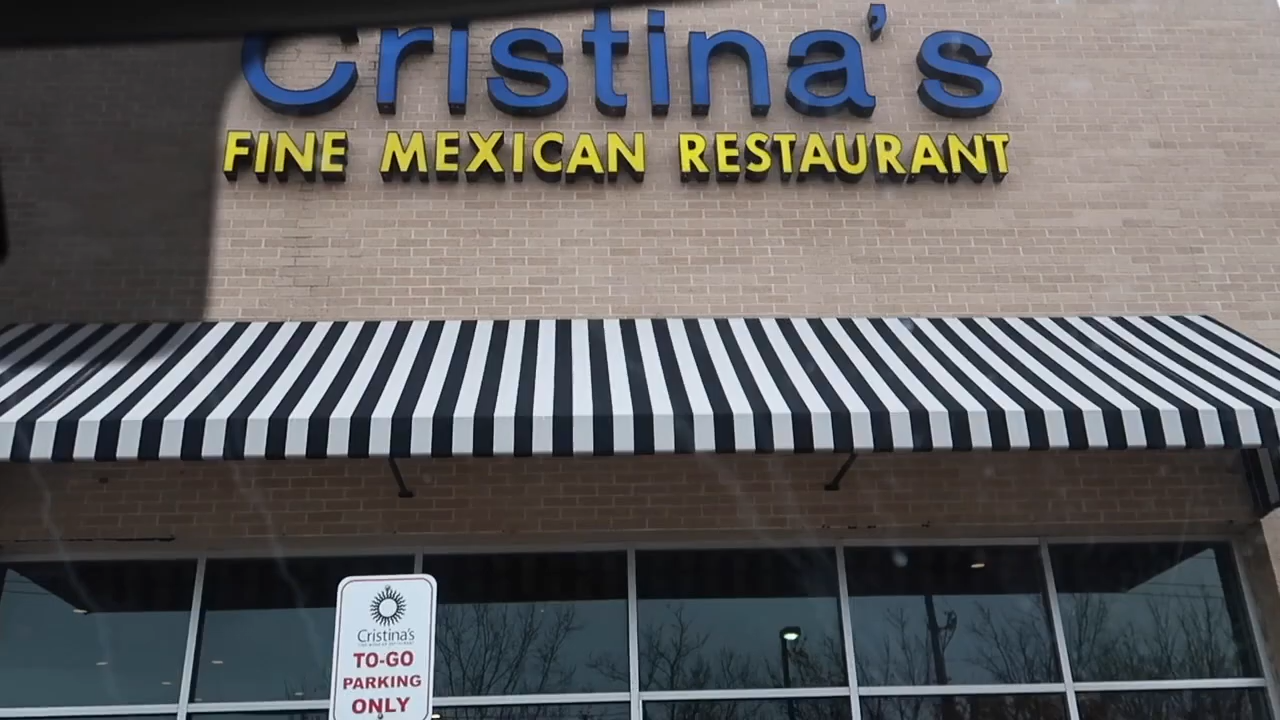 Cristina's
FINE MEXICAN RESTAURANT
Cristina's
TO-GO
PARKING
ONLY